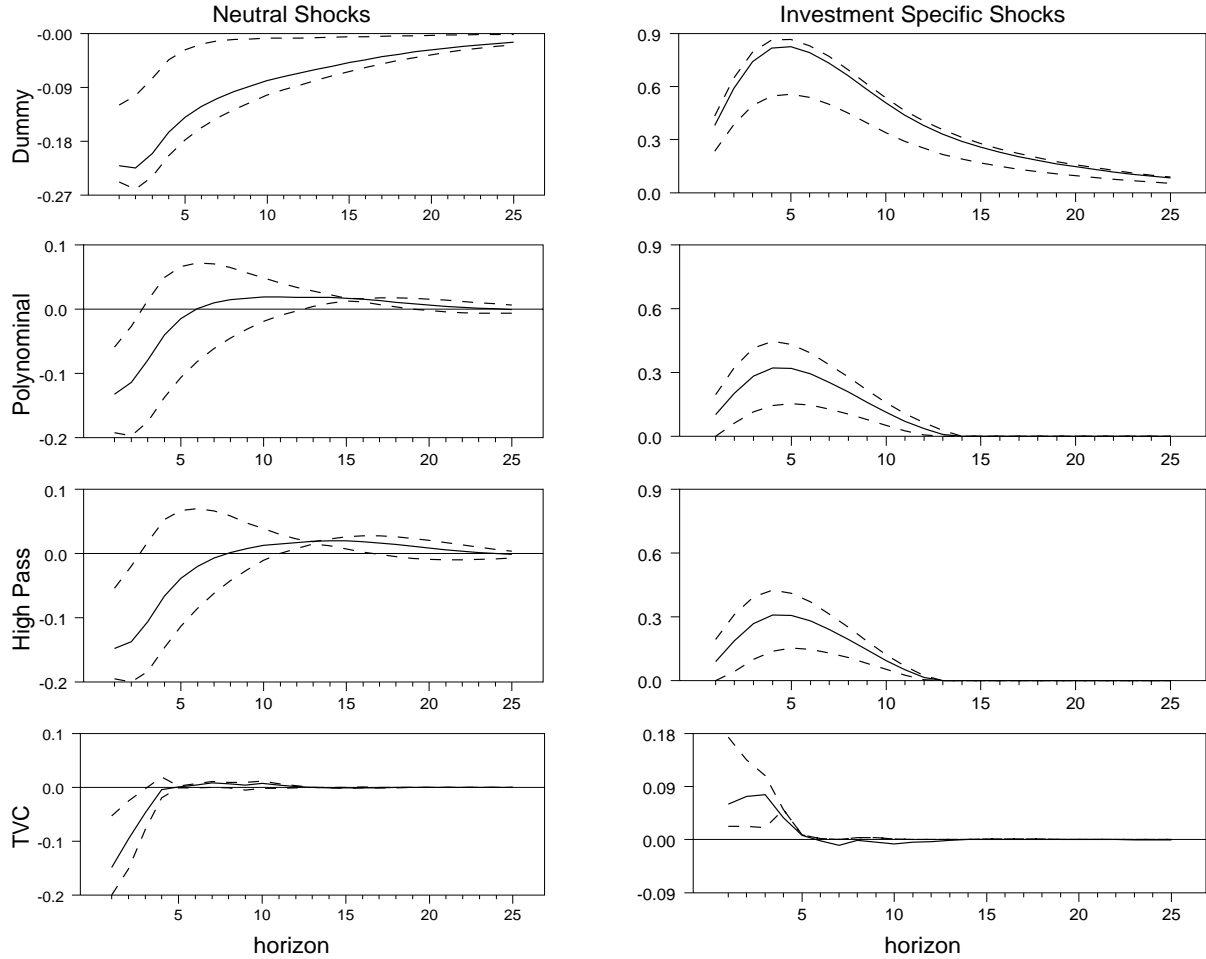 Neutral Shocks
Investment Specific Shocks
Dummy
-0.00
-0.09
-0.18
-0.27
5 10 15 20 25
0.9
0.6
0.3
0.0
5 10 15 20 25
Polynominal
0.1
0.0
-0.1
-0.2
5 10 15 20 25
0.9
0.6
0.3
0.0
5 10 15 20 25
High Pass
0.1
0.0
-0.1
-0.2
5 10 15 20 25
0.9
0.6
0.3
0.0
5 10 15 20 25
TVC
0.1
0.0
-0.1
-0.2
5 10 15 20 25
horizon
0.18
0.09
0.00
-0.09
5 10 15 20 25
horizon